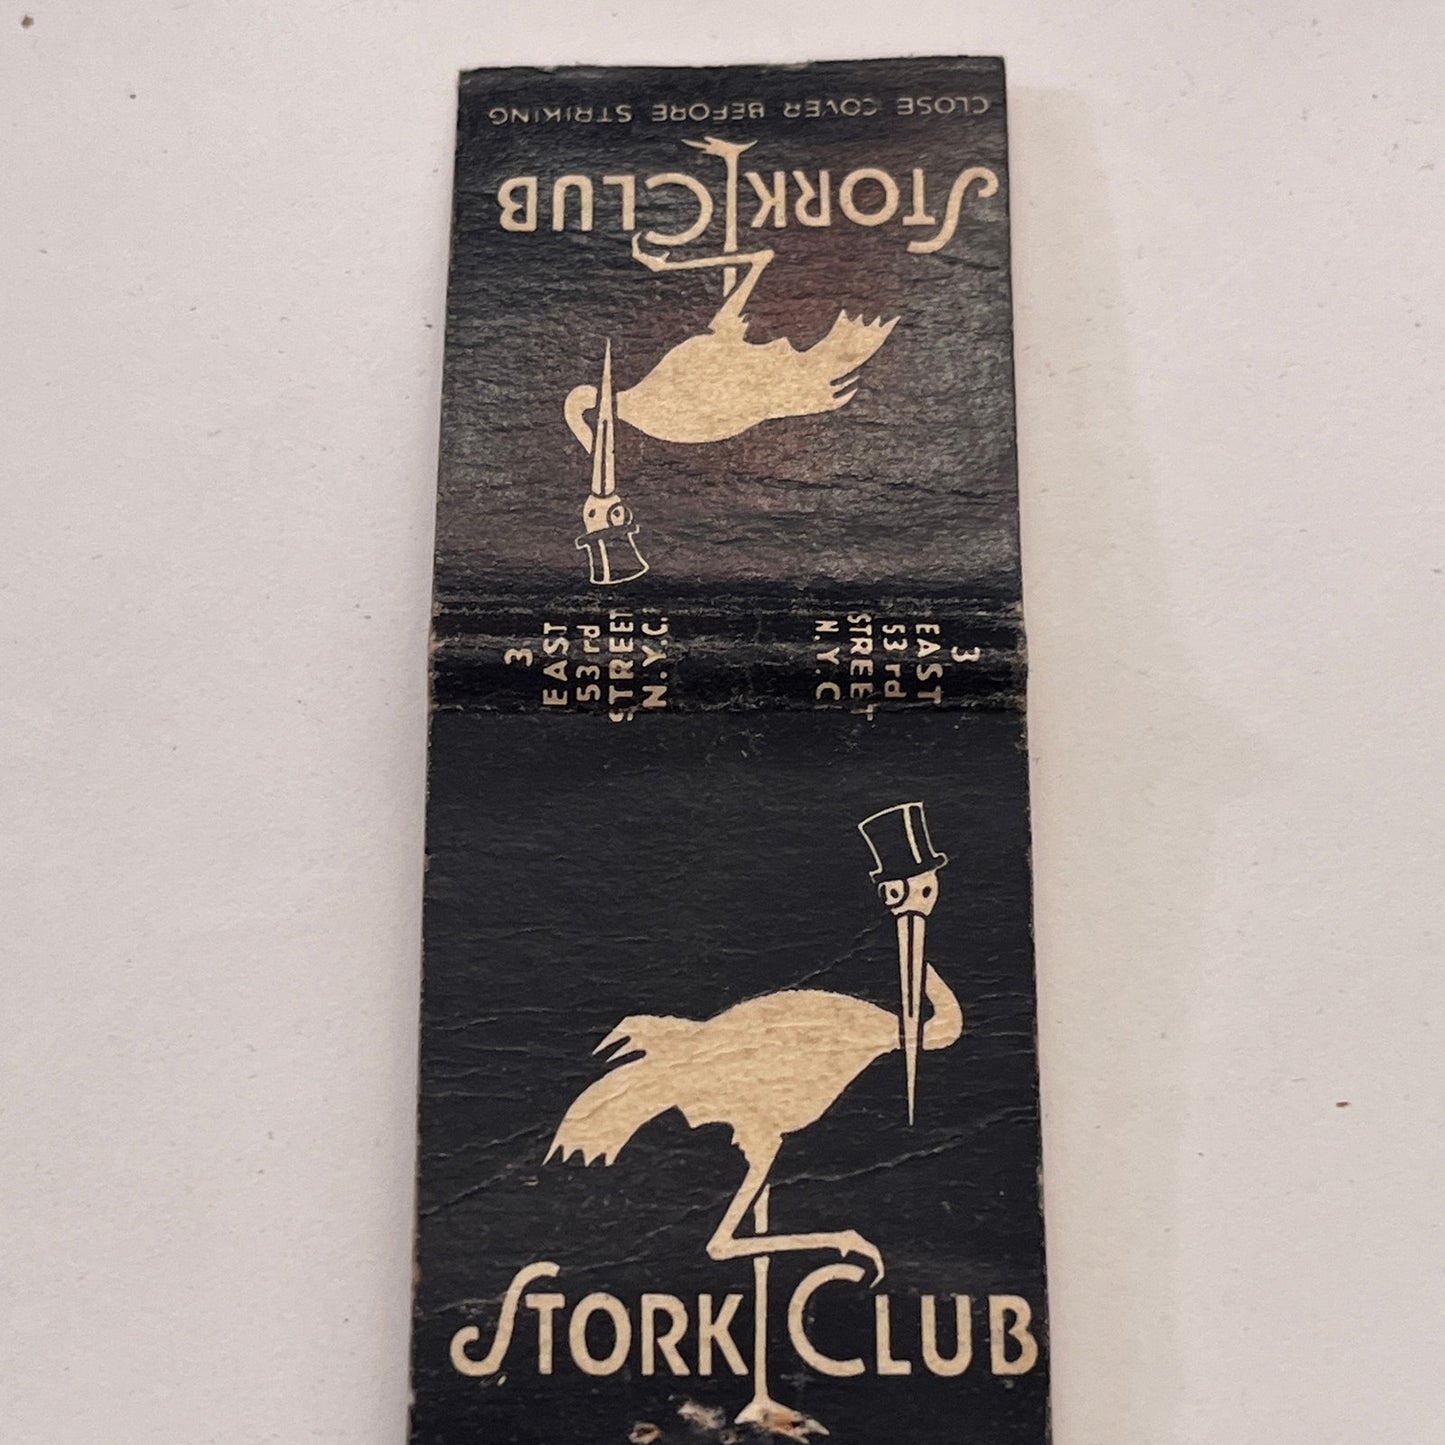 CLOSE COVER BEFORE STRIKING
STORK CLUB
3
EAST
53rd
STREET
N.Y.C.
3
EAST
53rd
STREET
N.Y.C
STORK CLUB